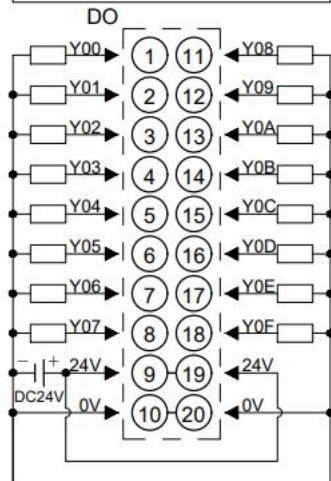 DO
Y00 1 11 Y08
Y01 2 12 Y09
Y02 3 13 Y0A
Y03 4 14 Y0B
Y04 5 15 Y0C
Y05 6 16 Y0D
Y06 7 17 Y0E
Y07 8 18 Y0F
− + 24V 9 19 24V
DC24V 0V 10 20 0V